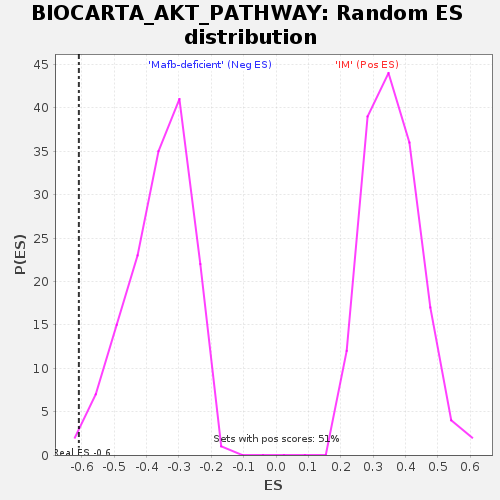 BIOCARTA_AKT_PATHWAY: Random ES
distribution
'Mafb-deficient' (Neg ES) 'IM' (Pos ES)
45
40
35
30
25
20
15
10
5
0
P(ES)
Sets with pos scores: 51%
Real ES -0.6
-0.6 -0.5 -0.4 -0.3 -0.2 -0.1 0.0 0.1 0.2 0.3 0.4 0.5 0.6
ES